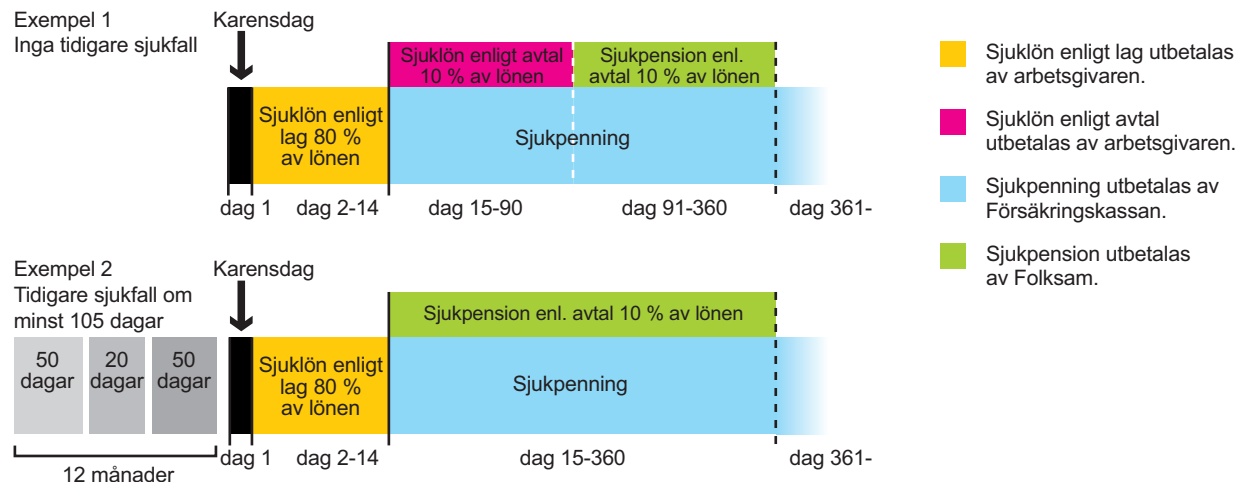 Exempel 1
Inga tidigare sjukfall
Karensdag
Sjuklön enligt avtal
10 % av lönen
Sjukpension enl.
avtal 10 % av lönen
Sjuklön enligt
lag 80 %
av lönen
Sjukpenning
dag 1
dag 2-14
dag 15-90
dag 91-360
dag 361-
Sjuklön enligt lag utbetalas
av arbetsgivaren.
Sjuklön enligt avtal
utbetalas av arbetsgivaren.
Sjukpenning utbetalas av
Försäkringskassan.
Sjukpension utbetalas
av Folksam.
Exempel 2
Tidigare sjukfall om
minst 105 dagar
Karensdag
50
dagar
20
dagar
50
dagar
Sjukpension enl. avtal 10 % av lönen
Sjuklön enligt
lag 80 %
av lönen
Sjukpenning
12 månader
dag 1
dag 2-14
dag 15-360
dag 361-